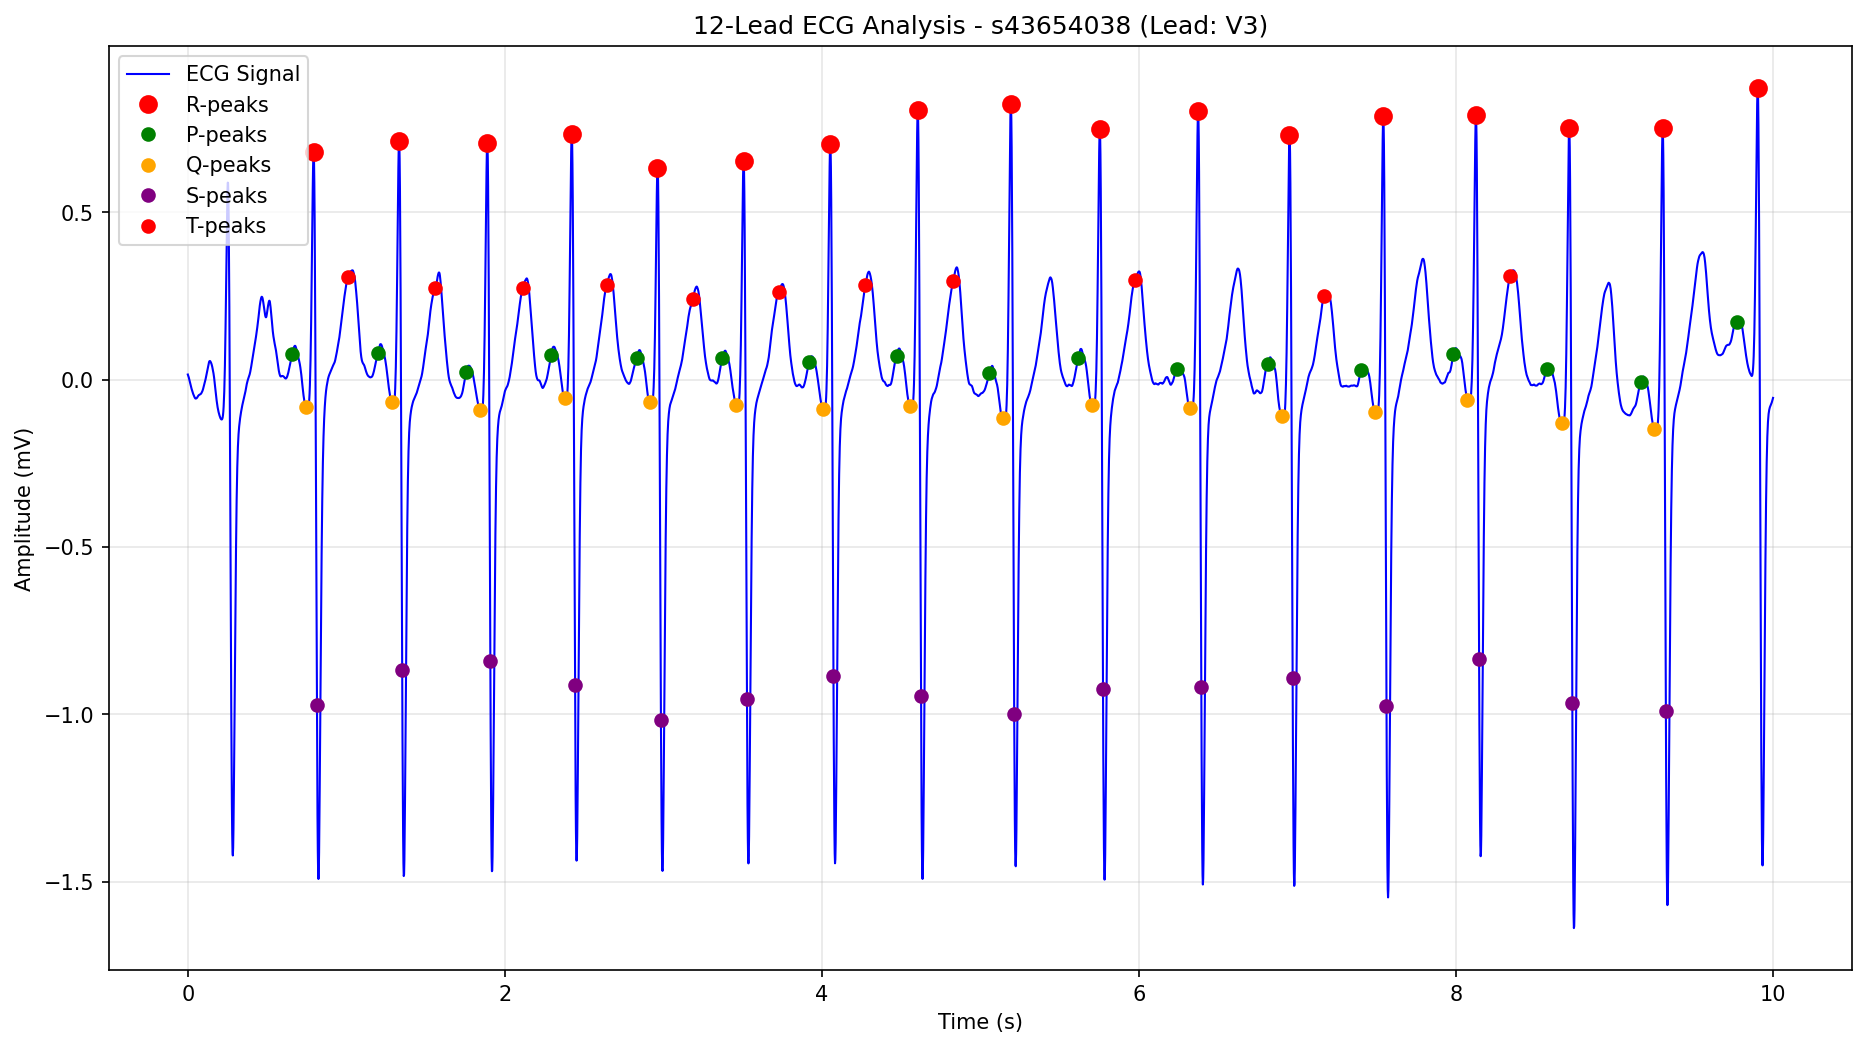 12-Lead ECG Analysis - s43654038 (Lead: V3)
ECG Signal
R-peaks
P-peaks
Q-peaks
S-peaks
T-peaks
Amplitude (mV)
0.5
0.0
−0.5
−1.0
−1.5
0 2 4 6 8 10
Time (s)